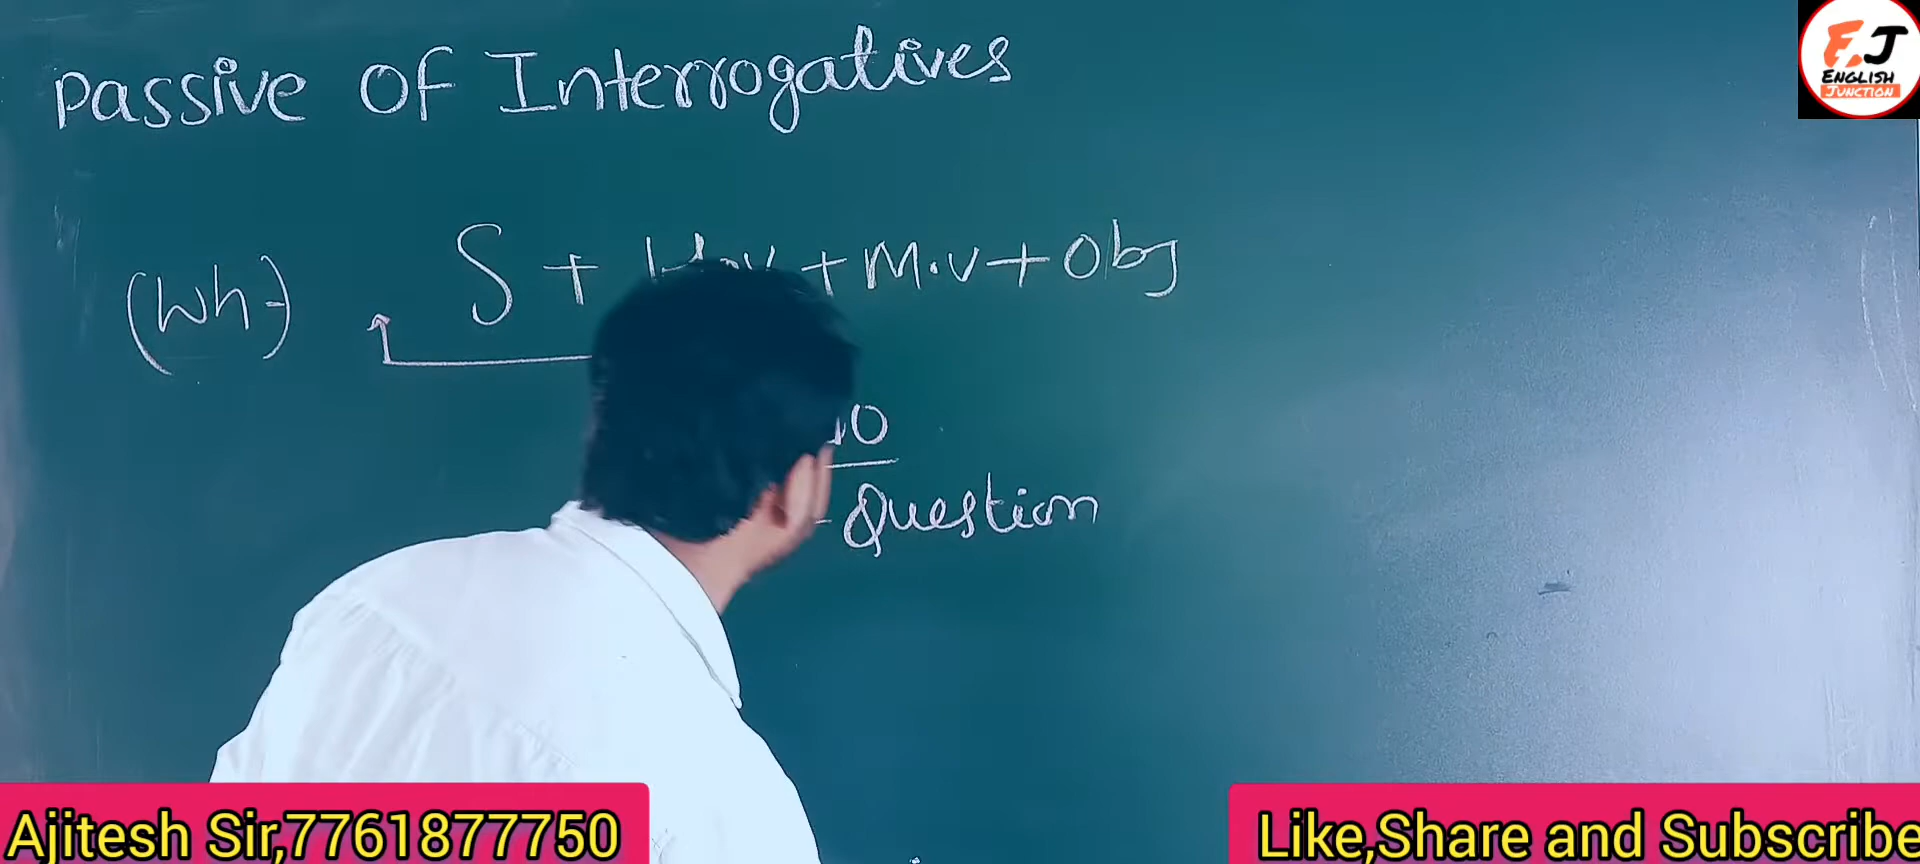 Passive Of Interrogatives
(Wh-) S + H.V + M.V + Obj
Question
E.J
ENGLISH
JUNCTION
Ajitesh Sir,7761877750
Like,Share and Subscribe